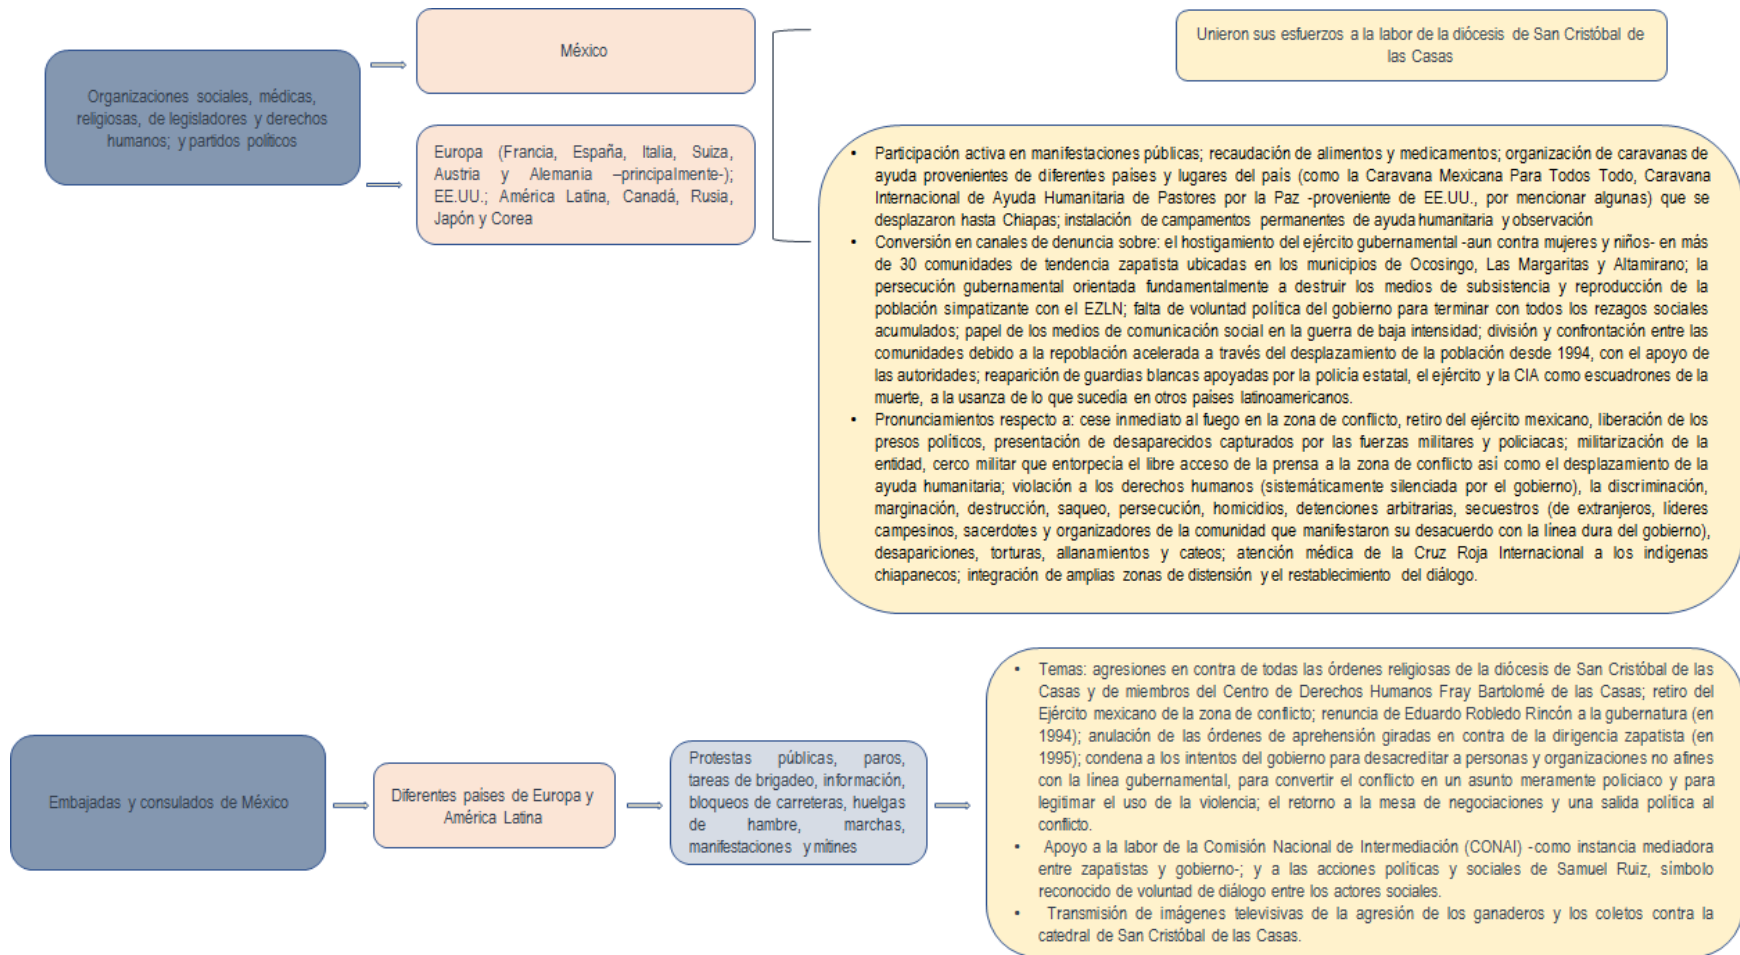 Organizaciones sociales, médicas,
religiosas, de legisladores y derechos
humanos; y partidos políticos
México
Europa (Francia, España, Italia, Suiza,
Austria y Alemania –principalmente-);
EE.UU.; América Latina, Canadá, Rusia,
Japón y Corea
Unieron sus esfuerzos a la labor de la diócesis de San Cristóbal de
las Casas
• Participación activa en manifestaciones públicas; recaudación de alimentos y medicamentos; organización de caravanas de
ayuda provenientes de diferentes países y lugares del país (como la Caravana Mexicana Para Todos Todo, Caravana
Internacional de Ayuda Humanitaria de Pastores por la Paz -proveniente de EE.UU., por mencionar algunas) que se
desplazaron hasta Chiapas; instalación de campamentos permanentes de ayuda humanitaria y observación
• Conversión en canales de denuncia sobre: el hostigamiento del ejército gubernamental -aun contra mujeres y niños- en más
de 30 comunidades de tendencia zapatista ubicadas en los municipios de Ocosingo, Las Margaritas y Altamirano; la
persecución gubernamental orientada fundamentalmente a destruir los medios de subsistencia y reproducción de la
población simpatizante con el EZLN; falta de voluntad política del gobierno para terminar con todos los rezagos sociales
acumulados; papel de los medios de comunicación social en la guerra de baja intensidad; división y confrontación entre las
comunidades debido a la repoblación acelerada a través del desplazamiento de la población desde 1994, con el apoyo de
las autoridades; reaparición de guardias blancas apoyadas por la policía estatal, el ejército y la CIA como escuadrones de la
muerte, a la usanza de lo que sucedía en otros países latinoamericanos.
• Pronunciamientos respecto a: cese inmediato al fuego en la zona de conflicto, retiro del ejército mexicano, liberación de los
presos políticos, presentación de desaparecidos capturados por las fuerzas militares y policiacas; militarización de la
entidad, cerco militar que entorpecía el libre acceso de la prensa a la zona de conflicto así como el desplazamiento de la
ayuda humanitaria; violación a los derechos humanos (sistemáticamente silenciada por el gobierno), la discriminación,
marginación, destrucción, saqueo, persecución, homicidios, detenciones arbitrarias, secuestros (de extranjeros, líderes
campesinos, sacerdotes y organizadores de la comunidad que manifestaron su desacuerdo con la línea dura del gobierno),
desapariciones, torturas, allanamientos y cateos; atención médica de la Cruz Roja Internacional a los indígenas
chiapanecos; integración de amplias zonas de distensión y el restablecimiento del diálogo.
Embajadas y consulados de México
Diferentes países de Europa y
América Latina
Protestas públicas, paros,
tareas de brigadeo, información,
bloqueos de carreteras, huelgas
de hambre, marchas,
manifestaciones y mítines
• Temas: agresiones en contra de todas las órdenes religiosas de la diócesis de San Cristóbal de las
Casas y de miembros del Centro de Derechos Humanos Fray Bartolomé de las Casas; retiro del
Ejército mexicano de la zona de conflicto; renuncia de Eduardo Robledo Rincón a la gubernatura (en
1994); anulación de las órdenes de aprehensión giradas en contra de la dirigencia zapatista (en
1995); condena a los intentos del gobierno para desacreditar a personas y organizaciones no afines
con la línea gubernamental, para convertir el conflicto en un asunto meramente policiaco y para
legitimar el uso de la violencia; el retorno a la mesa de negociaciones y una salida política al
conflicto.
• Apoyo a la labor de la Comisión Nacional de Intermediación (CONAI) -como instancia mediadora
entre zapatistas y gobierno-; y a las acciones políticas y sociales de Samuel Ruiz, símbolo
reconocido de voluntad de diálogo entre los actores sociales.
• Transmisión de imágenes televisivas de la agresión de los ganaderos y los coletos contra la
catedral de San Cristóbal de las Casas.